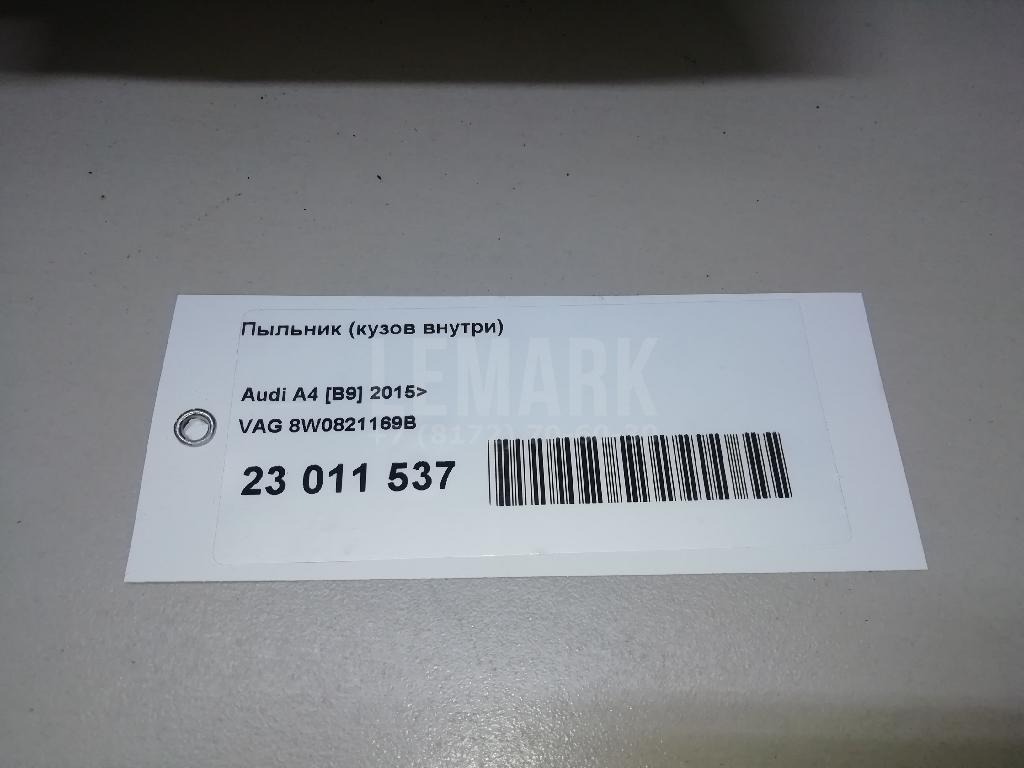 Пыльник (кузов внутри)
LEMARK
Audi A4 [B9] 2015>
VAG 8W0821169B
23 011 537